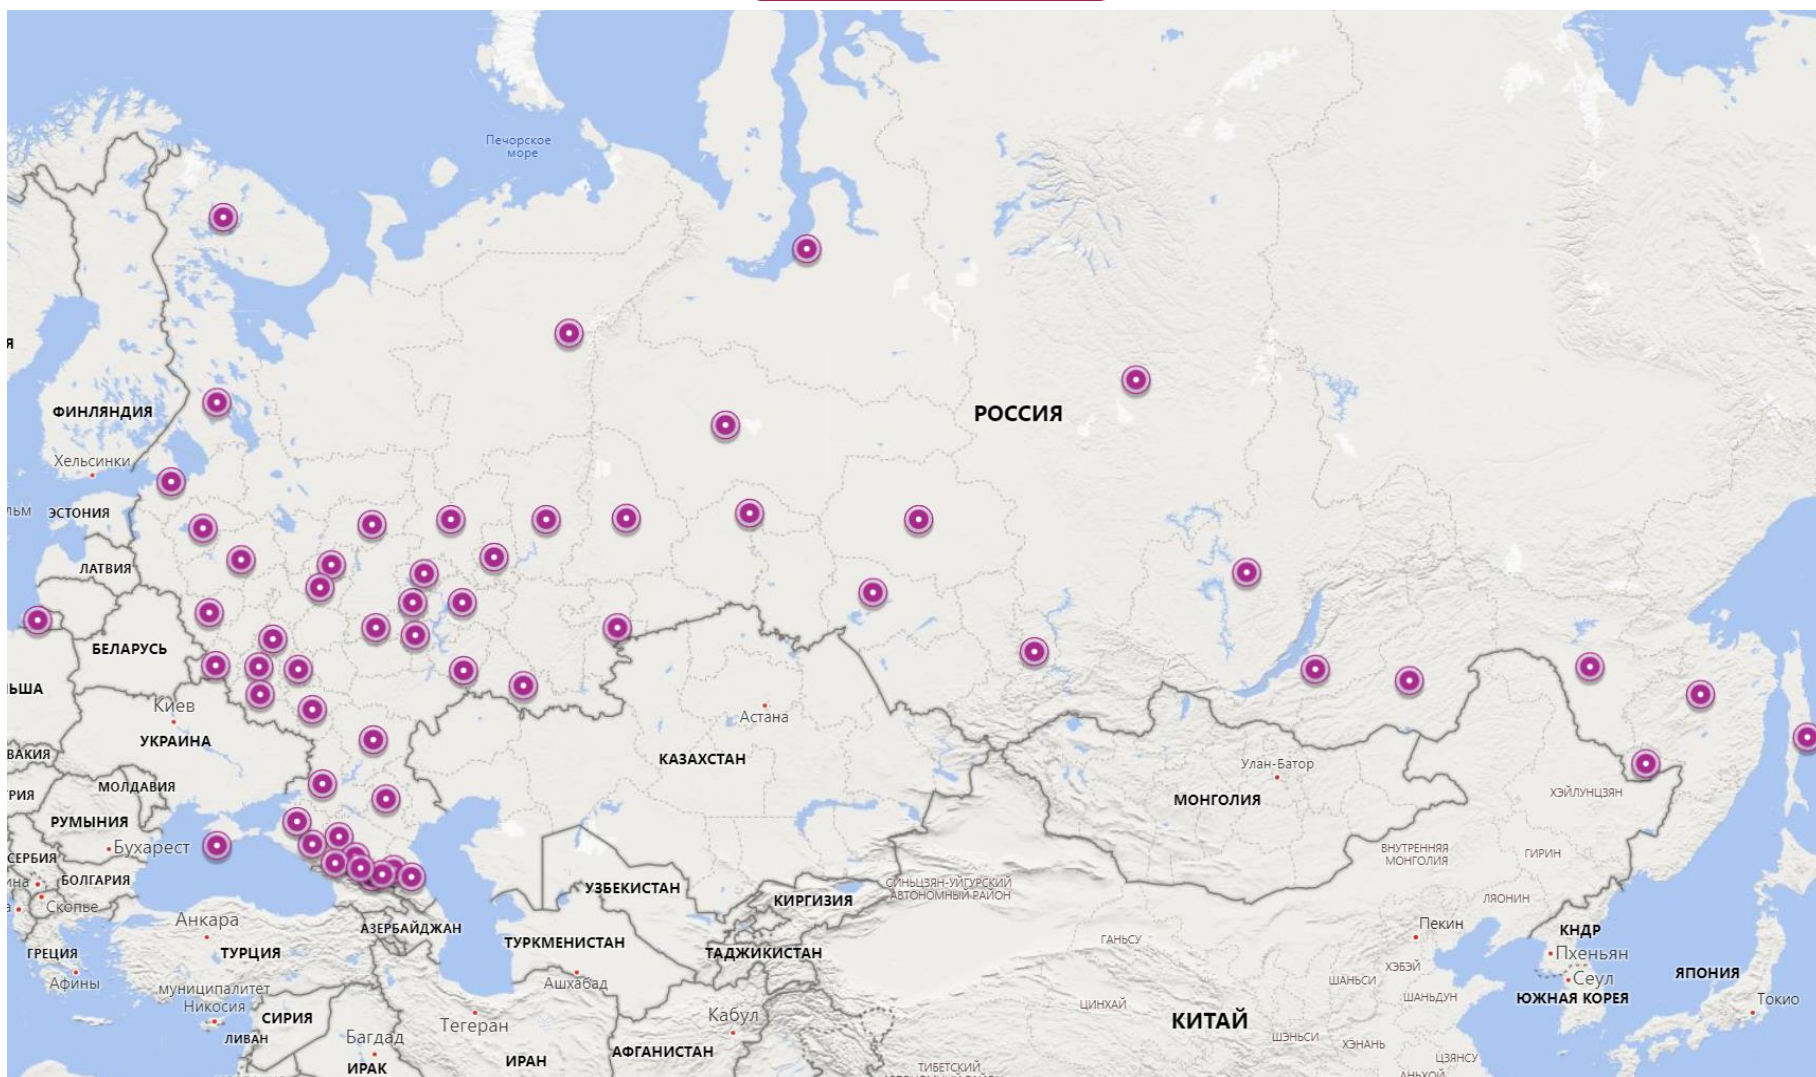 Печорское
море
РОССИЯ
ФИНЛЯНДИЯ
Хельсинки
ЭСТОНИЯ
ЛАТВИЯ
БЕЛАРУСЬ
Киев
УКРАИНА
МОЛДАВИЯ
РУМЫНИЯ
Бухарест
СЕРБИЯ
БОЛГАРИЯ
Скопье
ГРЕЦИЯ
Афины
Анкара
ТУРЦИЯ
муниципалитет
Никосия
СИРИЯ
ЛИВАН
Багдад
ИРАК
АЗЕРБАЙДЖАН
Тегеран
ИРАН
Астана
КАЗАХСТАН
УЗБЕКИСТАН
ТУРКМЕНИСТАН
Ашхабад
КИРГИЗИЯ
ТАДЖИКИСТАН
Кабул
АФГАНИСТАН
СИНЬЦЗЯН-УЙГУРСКИЙ
АВТОНОМНЫЙ РАЙОН
Улан-Батор
МОНГОЛИЯ
ХЭЙЛУНЦЗЯН
ВНУТРЕННЯЯ
МОНГОЛИЯ
ГИРИН
ЛЯОНИН
Пекин
КНДР
Пхеньян
Сеул
ЮЖНАЯ КОРЕЯ
ЯПОНИЯ
Токио
ГАНЬСУ
ХЭБЭЙ
ШАНЬСИ
ШАНЬДУН
ЦИНХАЙ
КИТАЙ
ШЭНЬСИ
ХЭНАНЬ
ЦЗЯНСУ
АНЬХОЙ
ТИБЕТСКИЙ